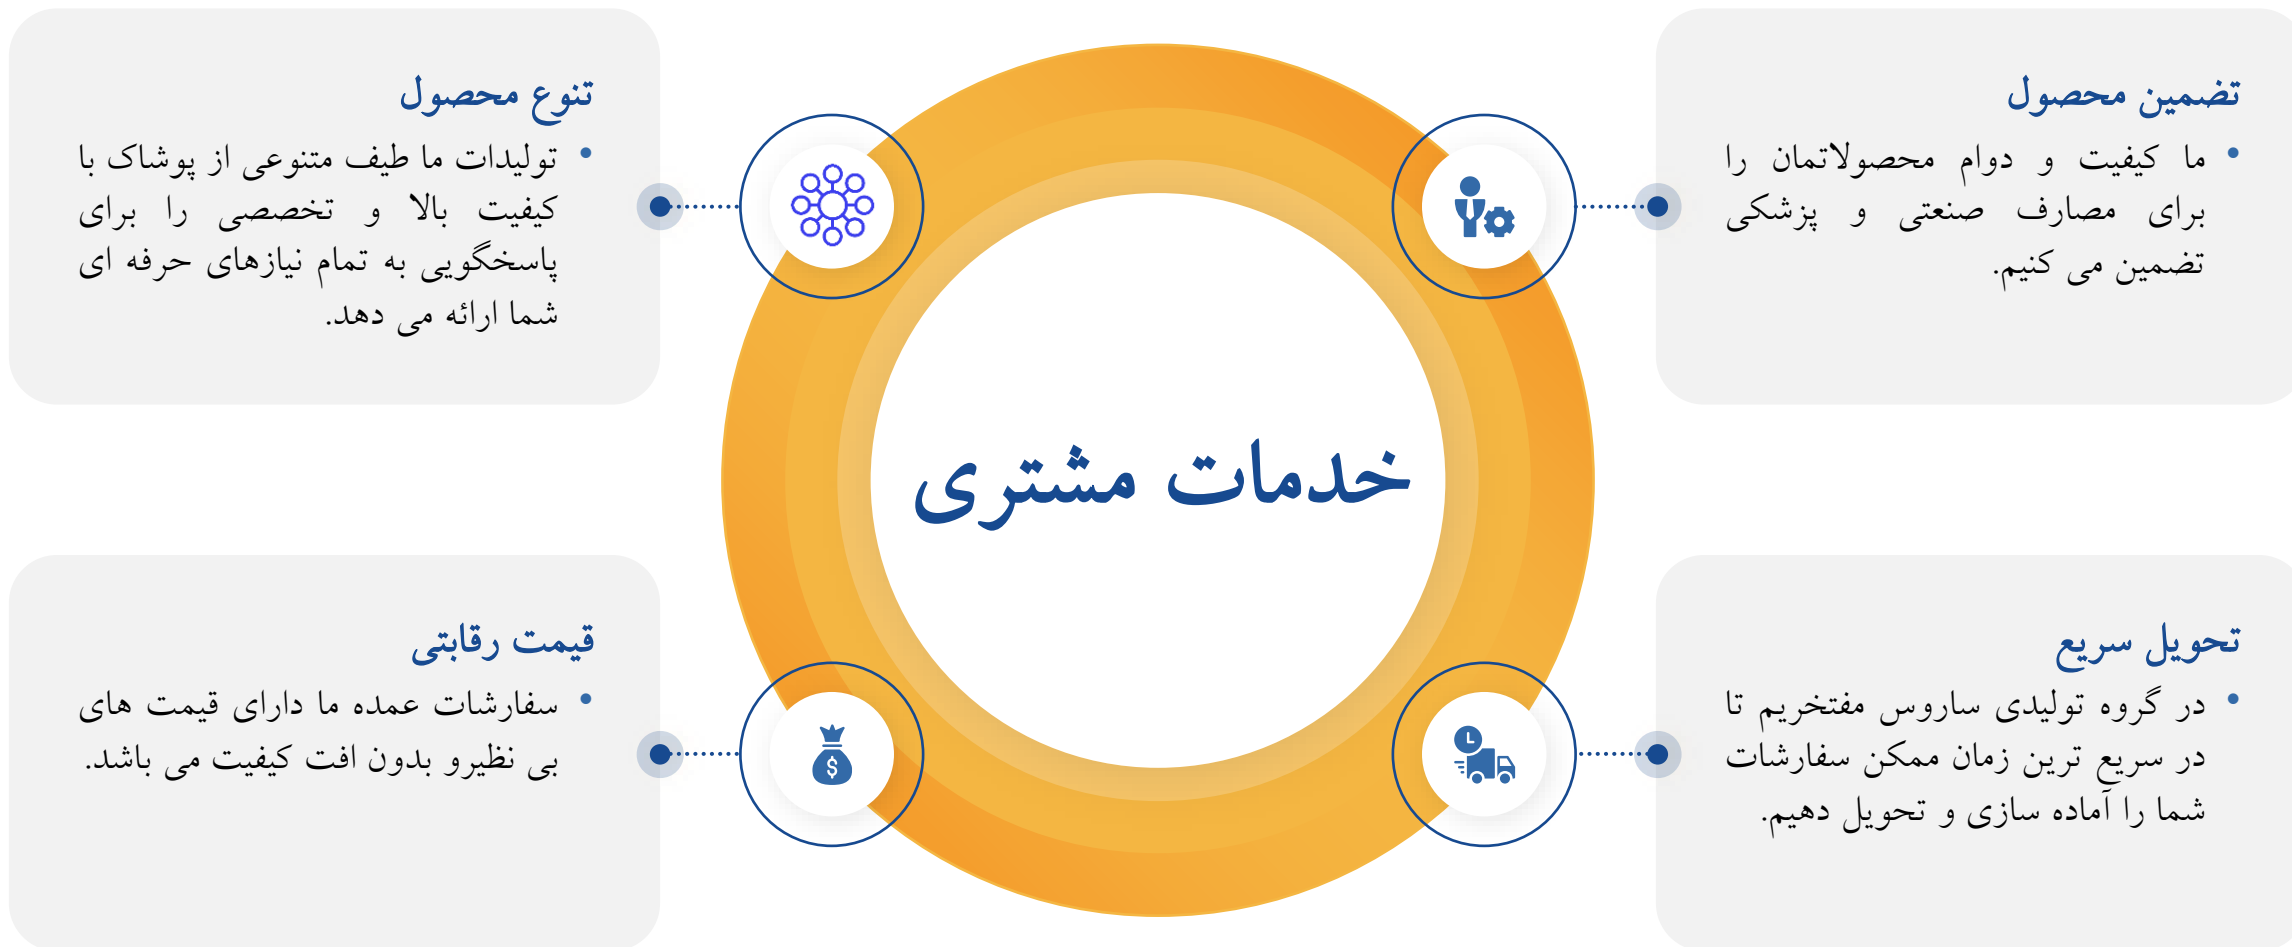 تضمین محصول
• ما کیفیت و دوام محصولاتمان را
برای مصارف صنعتی و پزشکی
تضمین می کنیم.
تنوع محصول
• تولیدات ما طیف متنوعی از پوشاک با
کیفیت بالا و تخصصی را برای
پاسخگویی به تمام نیازهای حرفه ای
شما ارائه می دهد.
خدمات مشتری
تحویل سریع
• در گروه تولیدی ساروس مفتخریم تا
در سریع ترین زمان ممکن سفارشات
شما را آماده سازی و تحویل دهیم.
قیمت رقابتی
• سفارشات عمده ما دارای قیمت های
بی نظیرو بدون افت کیفیت می باشد.